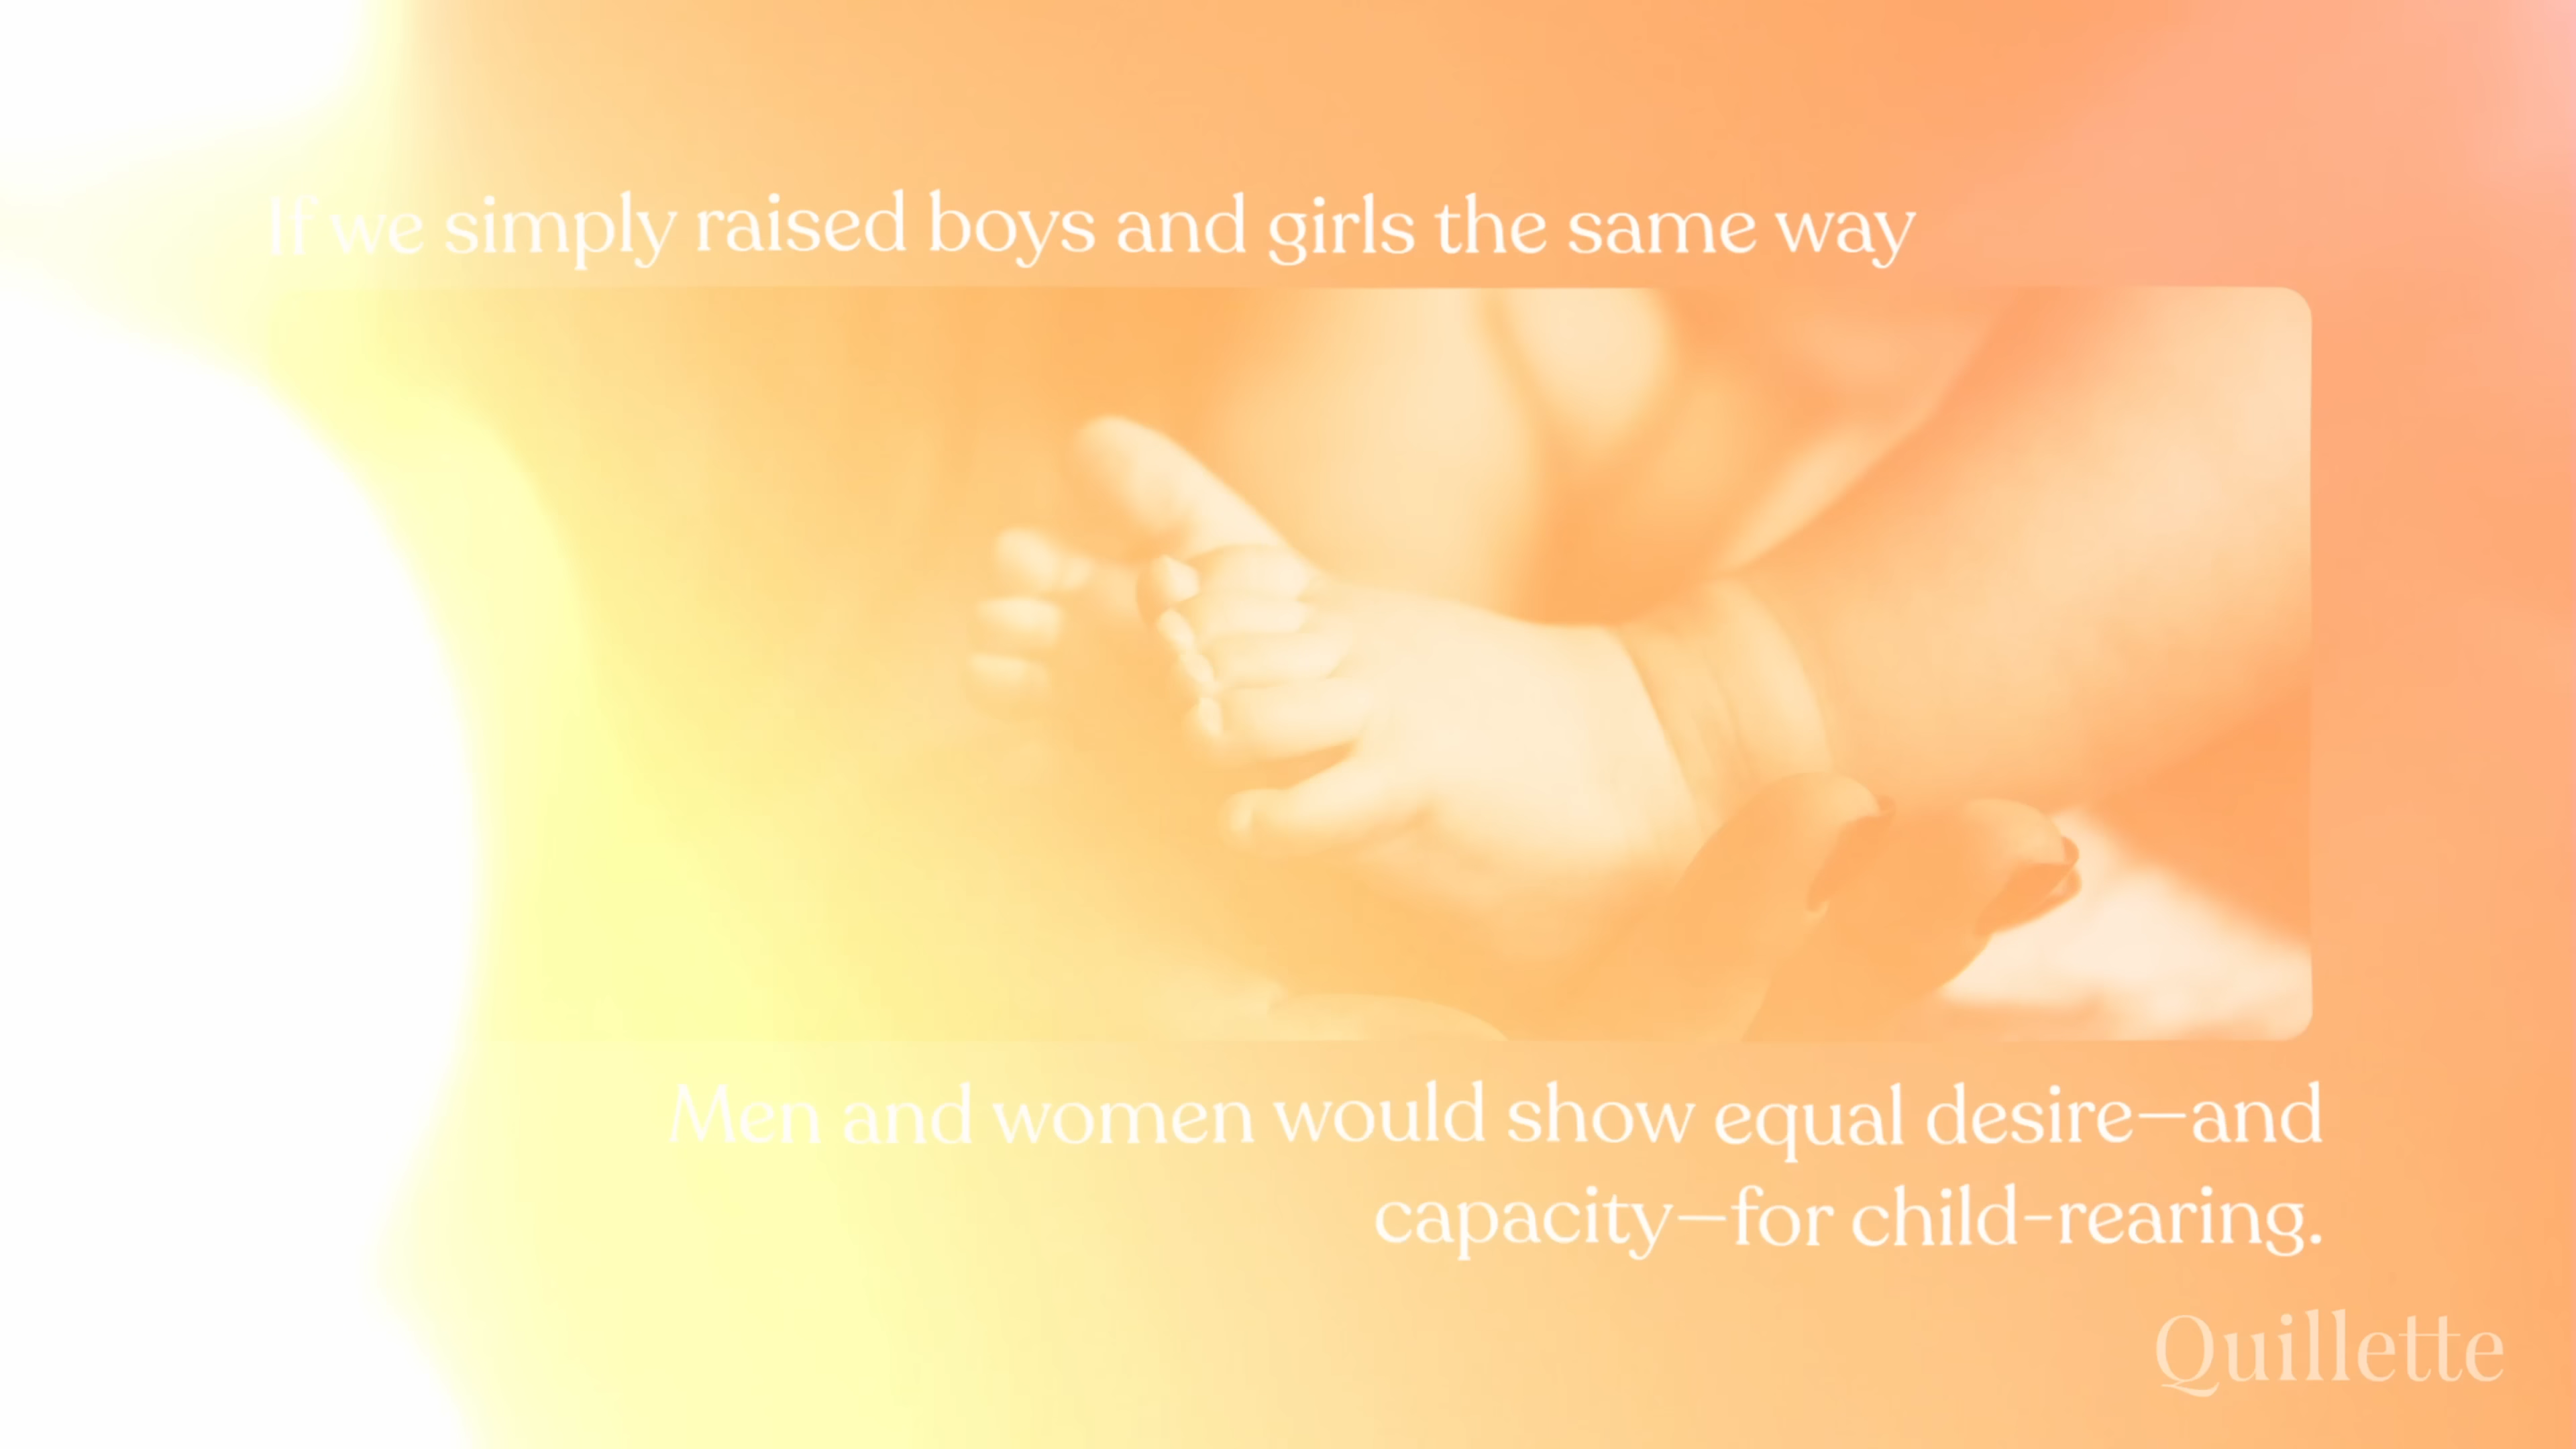 If we simply raised boys and girls the same way
Men and women would show equal desire—and
capacity—for child-rearing.
Quillette